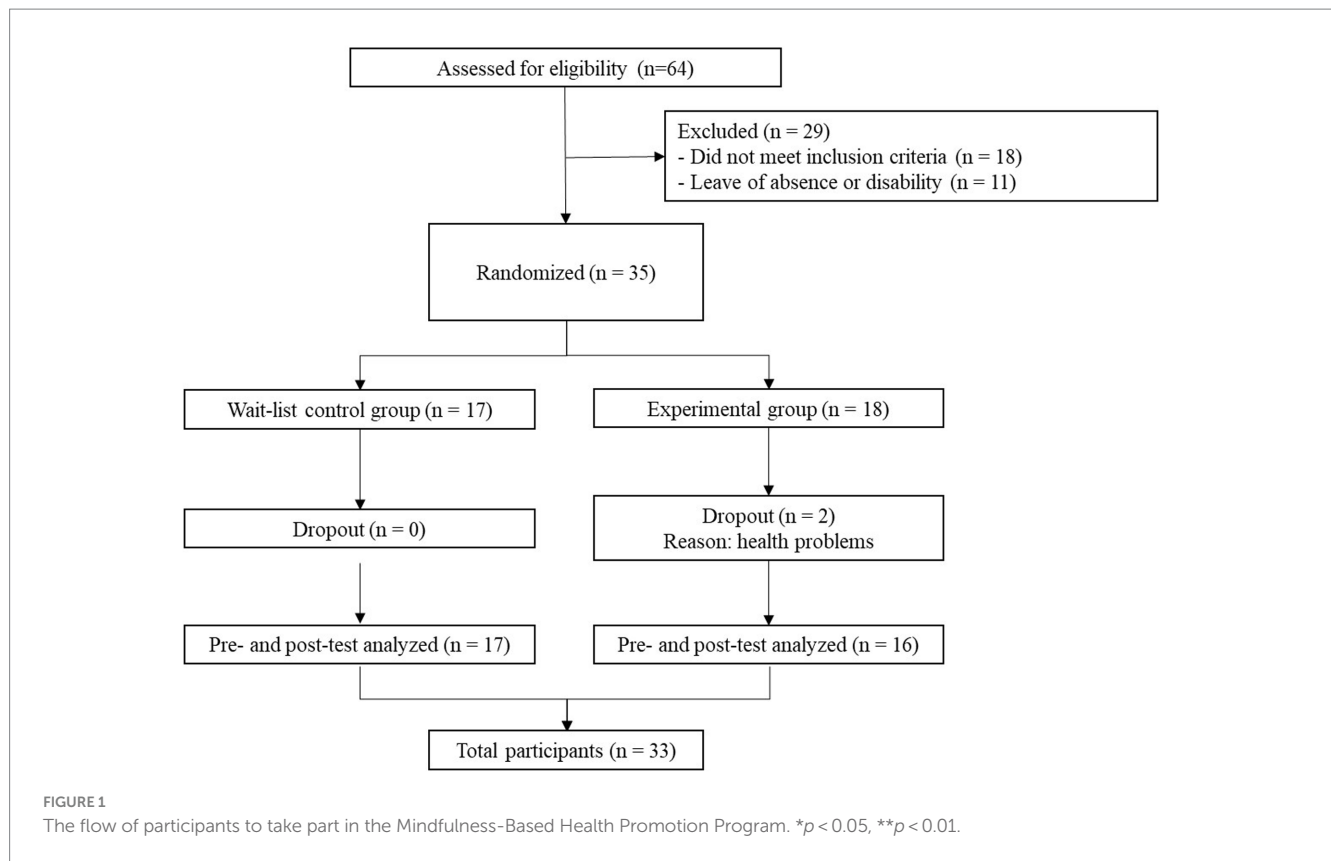 Assessed for eligibility (n=64)
Excluded (n = 29)
- Did not meet inclusion criteria (n = 18)
- Leave of absence or disability (n = 11)
Randomized (n = 35)
Wait-list control group (n = 17)
Experimental group (n = 18)
Dropout (n = 0)
Dropout (n = 2)
Reason: health problems
Pre- and post-test analyzed (n = 17)
Pre- and post-test analyzed (n = 16)
Total participants (n = 33)
FIGURE 1
The flow of participants to take part in the Mindfulness-Based Health Promotion Program. *p < 0.05, **p < 0.01.